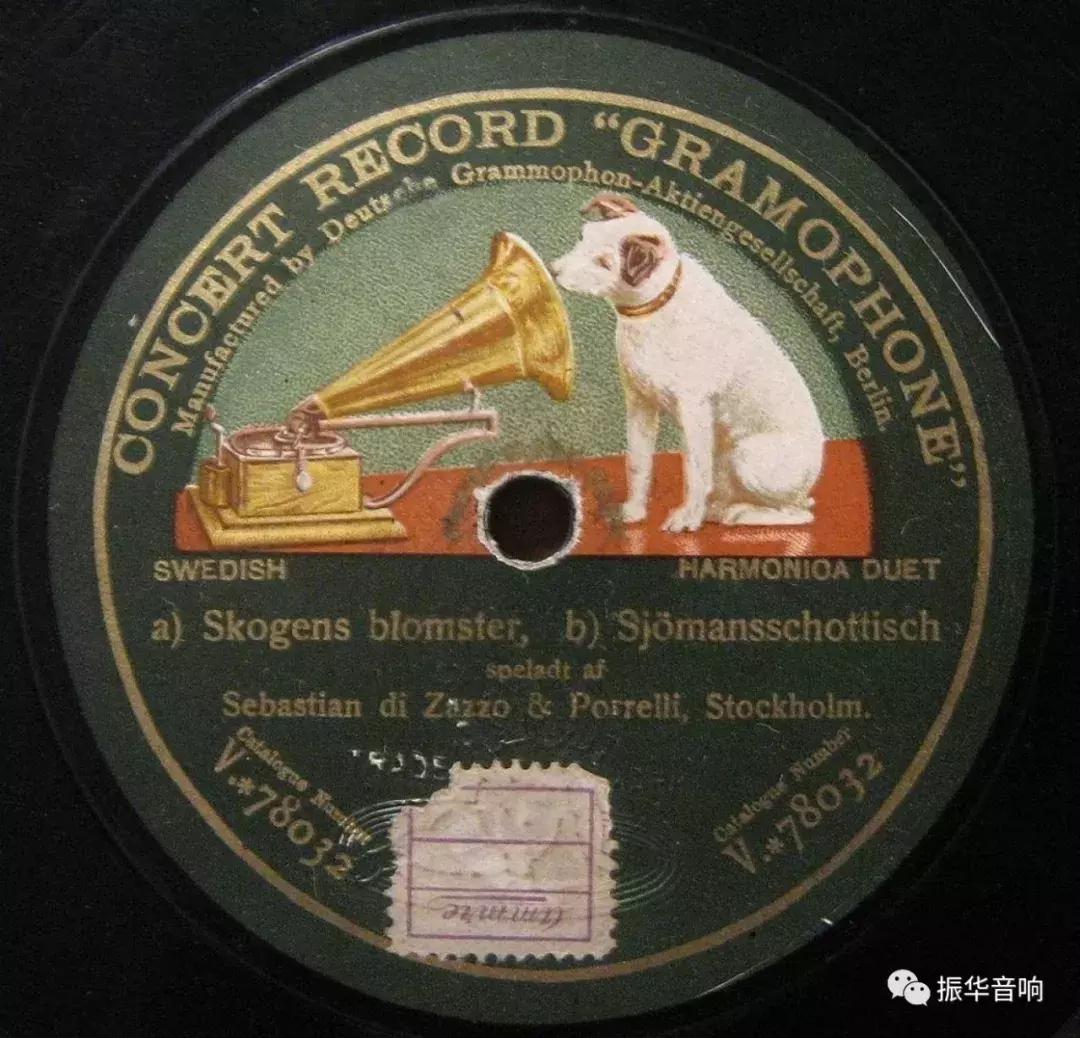 CONCERT RECORD "GRAMOPHONE"
Manufactured by Deutsche Grammophon-Aktiengesellschaft, Berlin.
SWEDISH HARMONICA DUET
a) Skogens blomster, b) Sjömansschottisch
speladt af
Sebastian di Zazzo & Porrelli, Stockholm.
Catalogue Number
V.*78032
Catalogue Number
V.*78032
振华音响